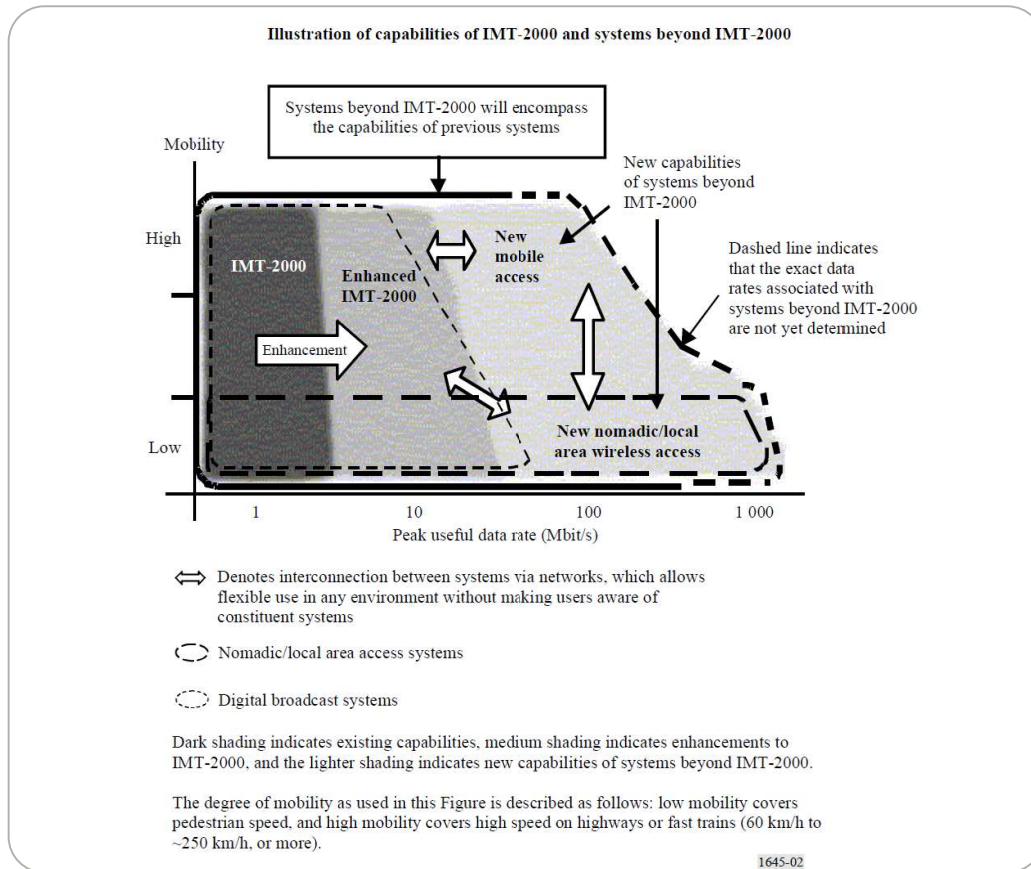 Illustration of capabilities of IMT-2000 and systems beyond IMT-2000
Systems beyond IMT-2000 will encompass
the capabilities of previous systems
Mobility
New capabilities
of systems beyond
IMT-2000
High
IMT-2000
Enhanced
IMT-2000
New
mobile
access
Dashed line indicates
that the exact data
rates associated with
systems beyond IMT-2000
are not yet determined
Enhancement
Low
New nomadic/local
area wireless access
1 10 100 1 000
Peak useful data rate (Mbit/s)
Denotes interconnection between systems via networks, which allows
flexible use in any environment without making users aware of
constituent systems
Nomadic/local area access systems
Digital broadcast systems
Dark shading indicates existing capabilities, medium shading indicates enhancements to
IMT-2000, and the lighter shading indicates new capabilities of systems beyond IMT-2000.
The degree of mobility as used in this Figure is described as follows: low mobility covers
pedestrian speed, and high mobility covers high speed on highways or fast trains (60 km/h to
~250 km/h, or more).
1645-02